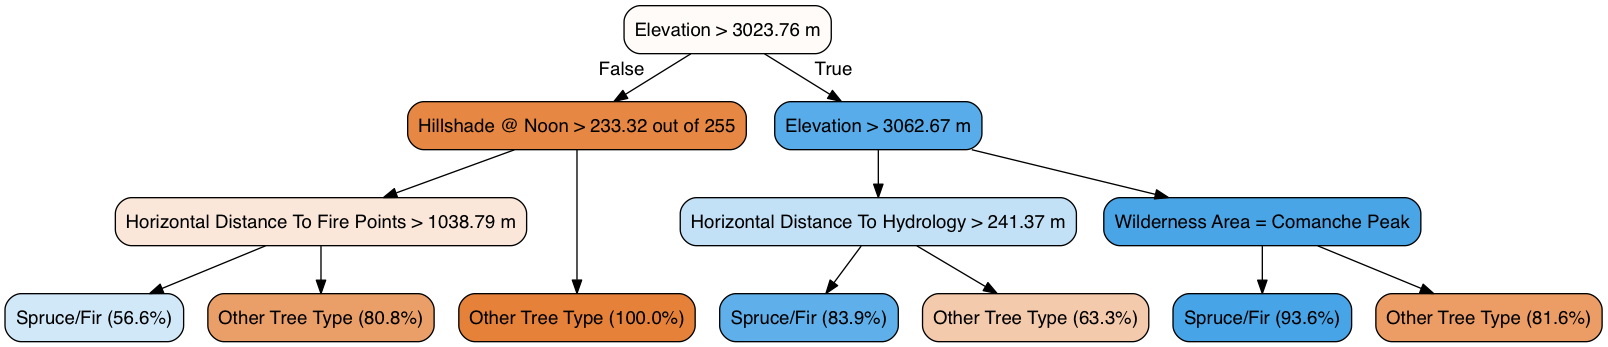 Elevation > 3023.76 m
False
True
Hillshade @ Noon > 233.32 out of 255
Elevation > 3062.67 m
Horizontal Distance To Fire Points > 1038.79 m
Horizontal Distance To Hydrology > 241.37 m
Wilderness Area = Comanche Peak
Spruce/Fir (56.6%)
Other Tree Type (80.8%)
Other Tree Type (100.0%)
Spruce/Fir (83.9%)
Other Tree Type (63.3%)
Spruce/Fir (93.6%)
Other Tree Type (81.6%)